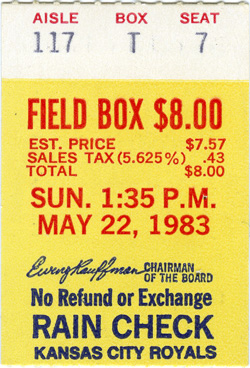 AISLE BOX SEAT
117 T 7
FIELD BOX $8.00
EST. PRICE $7.57
SALES TAX (5.625%) .43
TOTAL $8.00
SUN. 1:35 P.M.
MAY 22, 1983
Ewing Kauffman CHAIRMAN
OF THE BOARD
No Refund or Exchange
RAIN CHECK
KANSAS CITY ROYALS